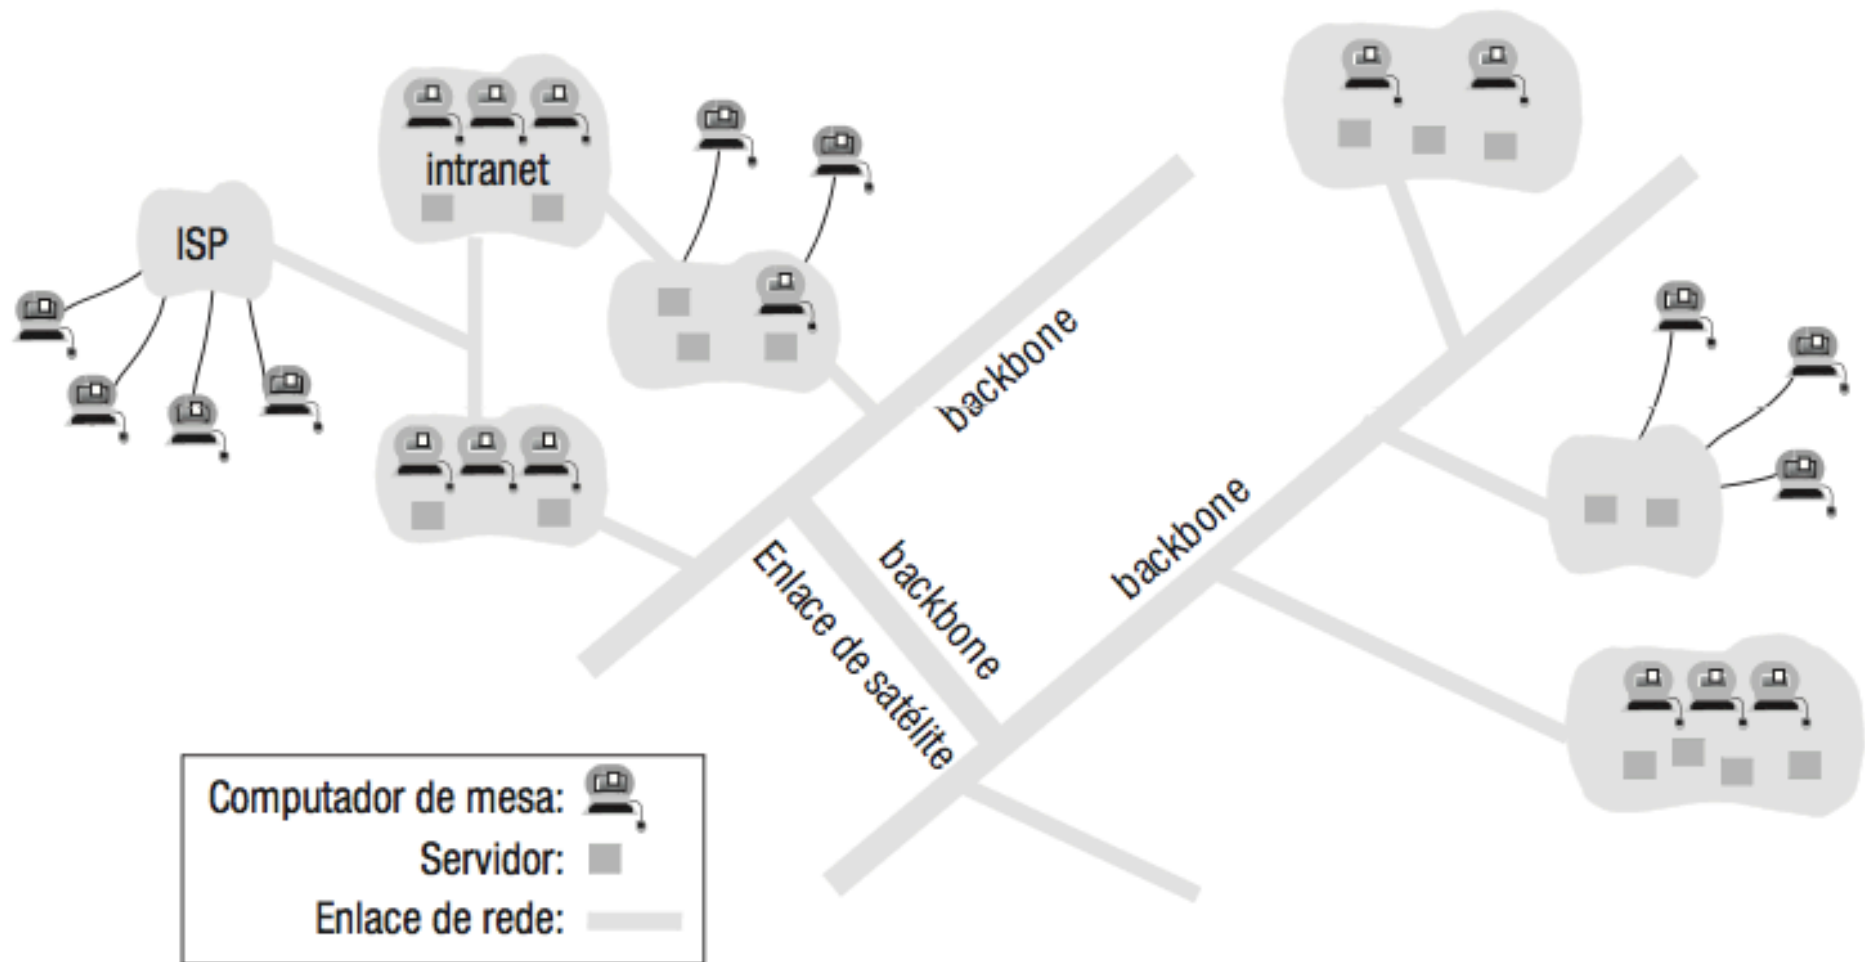 intranet
ISP
backbone
backbone
backbone
Enlace de satélite
Computador de mesa:
Servidor:
Enlace de rede: